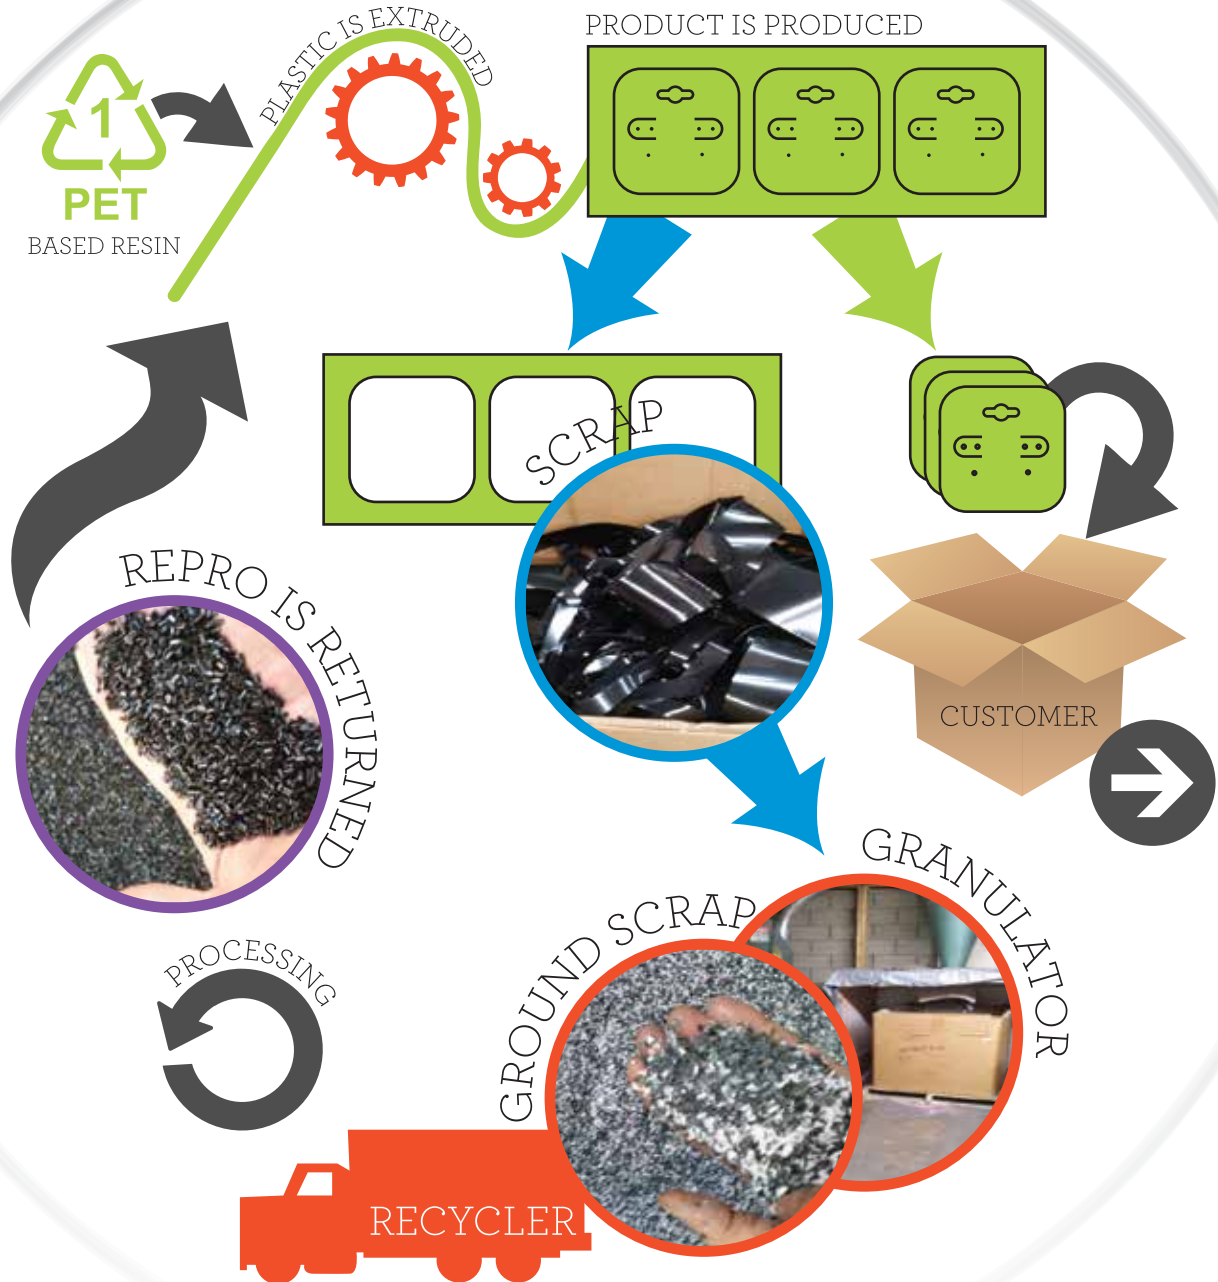 PLASTIC IS EXTRUDED
PRODUCT IS PRODUCED
1
PET
BASED RESIN
SCRAP
REPRO IS RETURNED
CUSTOMER
GRANULATOR
GROUND SCRAP
PROCESSING
RECYCLER